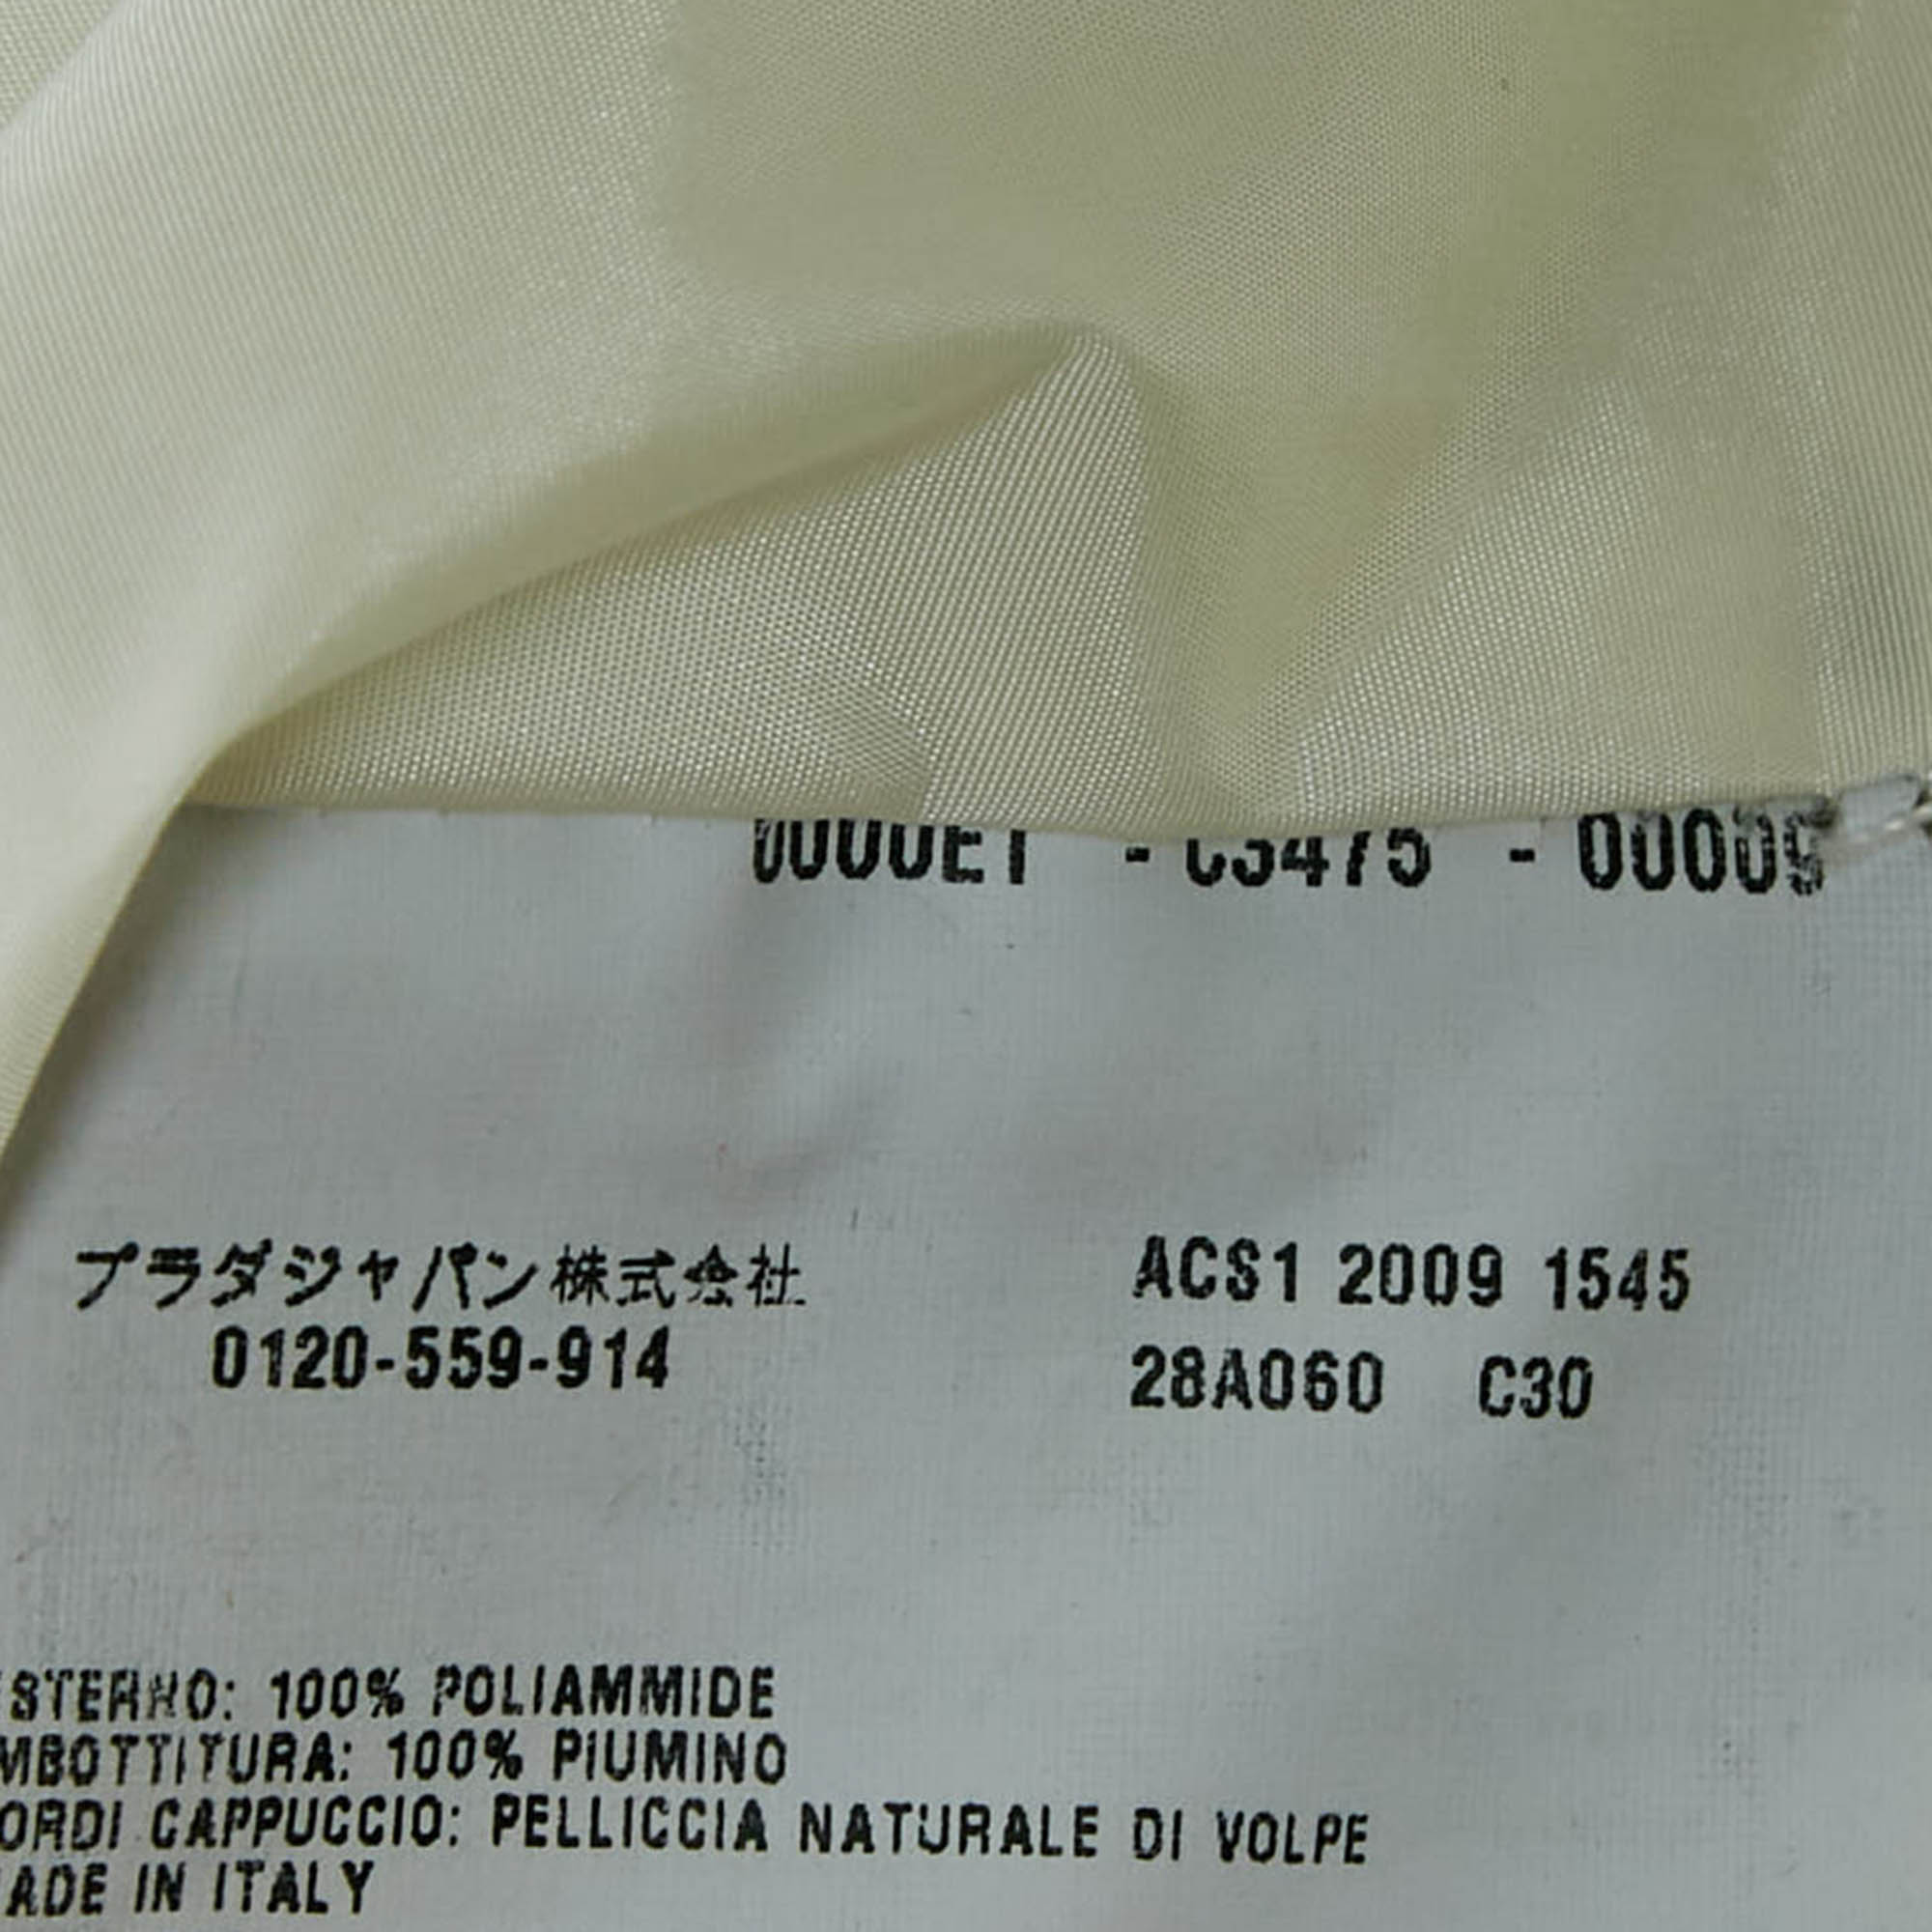 - C3475 -
プラダジャパン株式会社
0120-559-914
ACS1 2009 1545
28A060 C30
STERNO: 100% POLIAMMIDE
MBOTTITURA: 100% PIUMINO
ORDI CAPPUCCIO: PELLICCIA NATURALE DI VOLPE
ADE IN ITALY